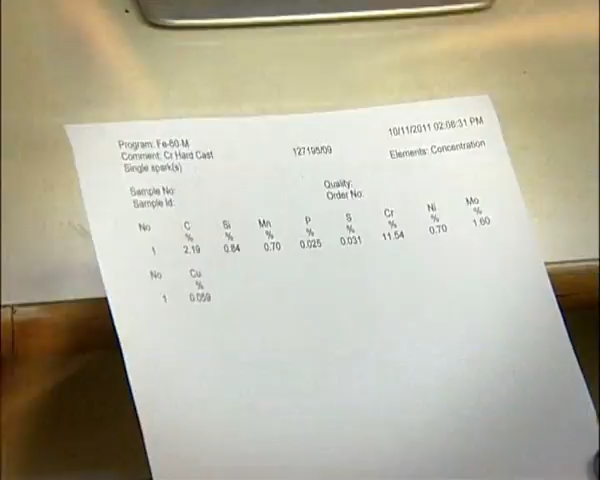 10/11/2011 02:08:31 PM
Program: Fe-80-M
Comment: Cr Hard Cast 127195/09 Elements: Concentration
Single spark(s)
Sample No: Quality:
Sample Id: Order No:
No C Si Mn P S Cr Ni Mo
% % % % % % % %
1 2.19 0.84 0.70 0.025 0.031 11.54 0.70 1.60
No Cu
%
1 0.059